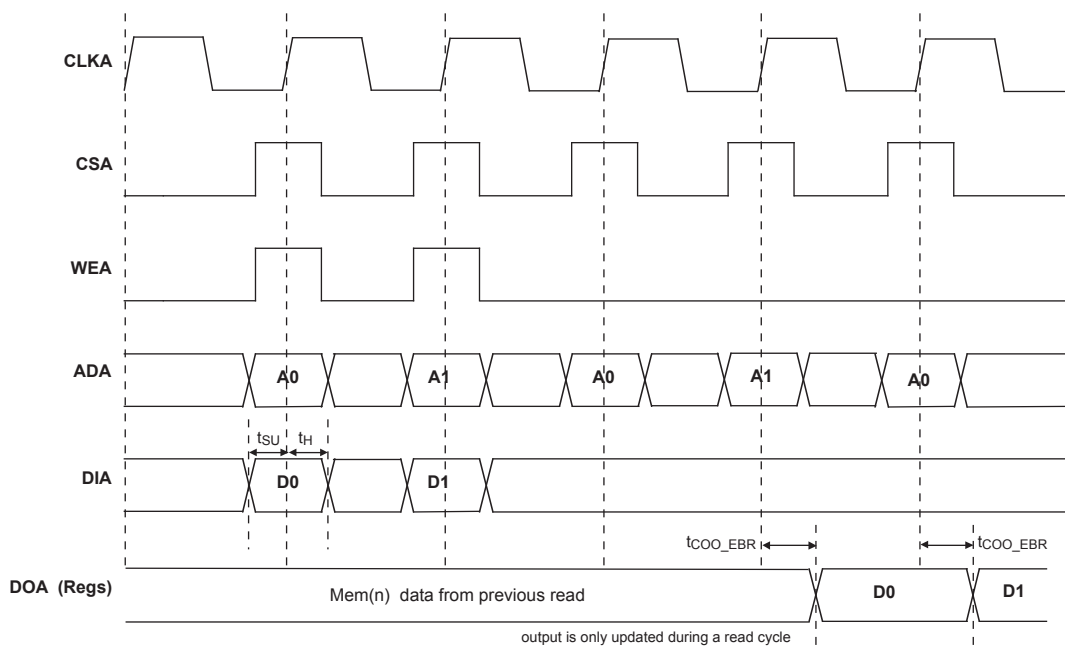 CLKA
CSA
WEA
ADA A0 A1 A0 A1 A0
tSU tH
DIA D0 D1
tCOO_EBR tCOO_EBR
DOA (Regs) Mem(n) data from previous read D0 D1
output is only updated during a read cycle